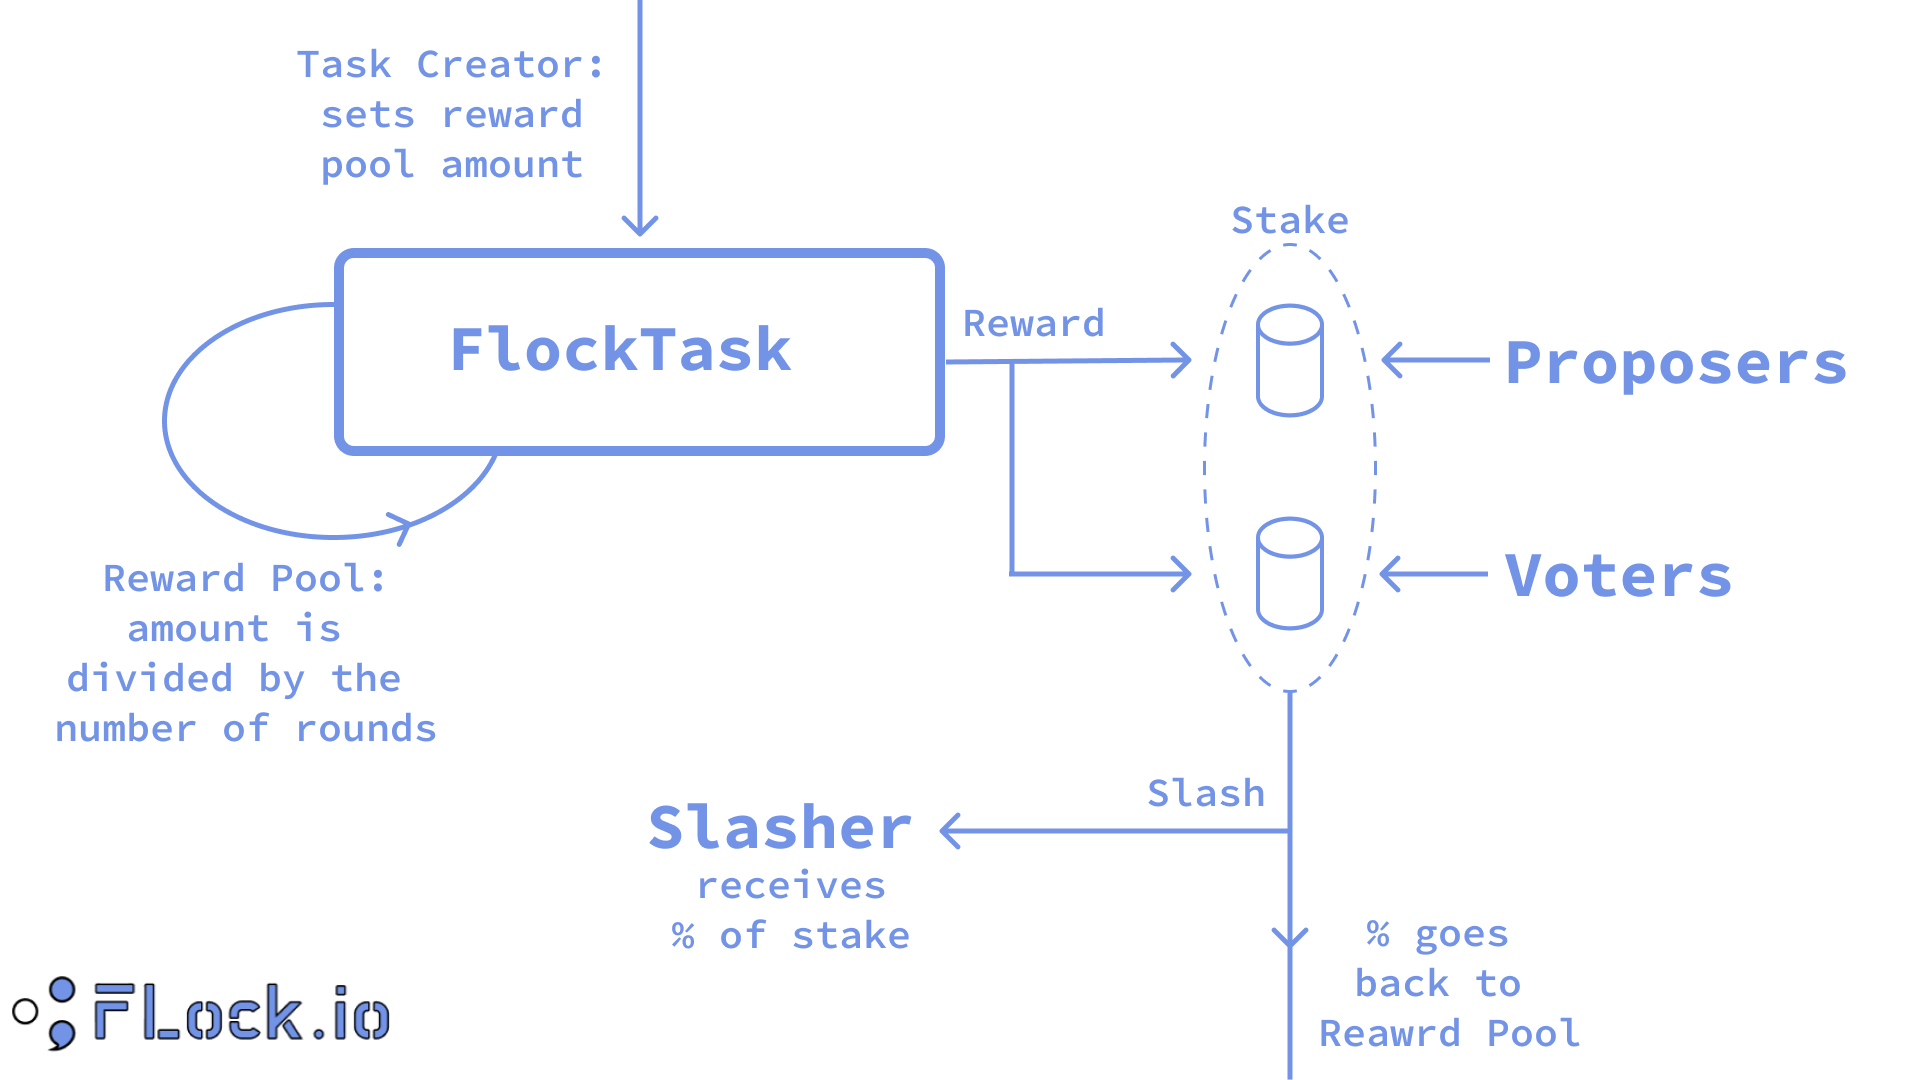 Task Creator:
sets reward
pool amount
Stake
FlockTask
Reward
Proposers
Voters
Reward Pool:
amount is
divided by the
number of rounds
Slash
Slasher
receives
% of stake
% goes
back to
Reawrd Pool
FLock.io